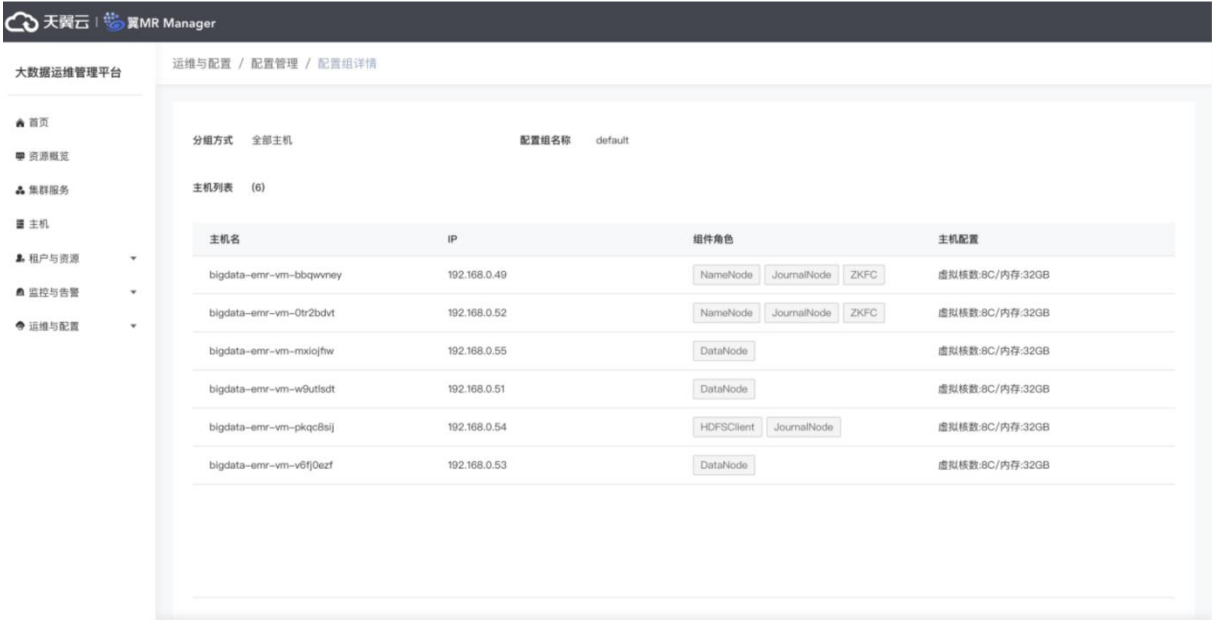 天翼云 | 翼MR Manager
大数据运维管理平台
首页
资源概览
集群服务
主机
租户与资源
监控与告警
运维与配置
运维与配置 / 配置管理 / 配置组详情
分组方式 全部主机 配置组名称 default
主机列表 (6)
主机名 IP 组件角色 主机配置
bigdata-emr-vm-bbqwvney 192.168.0.49 NameNode JournalNode ZKFC 虚拟核数:8C/内存:32GB
bigdata-emr-vm-0tr2bdvt 192.168.0.52 NameNode JournalNode ZKFC 虚拟核数:8C/内存:32GB
bigdata-emr-vm-mxiojfiw 192.168.0.55 DataNode 虚拟核数:8C/内存:32GB
bigdata-emr-vm-w9utlsdt 192.168.0.51 DataNode 虚拟核数:8C/内存:32GB
bigdata-emr-vm-pkqc8sij 192.168.0.54 HDFSClient JournalNode 虚拟核数:8C/内存:32GB
bigdata-emr-vm-v6fj0ezf 192.168.0.53 DataNode 虚拟核数:8C/内存:32GB